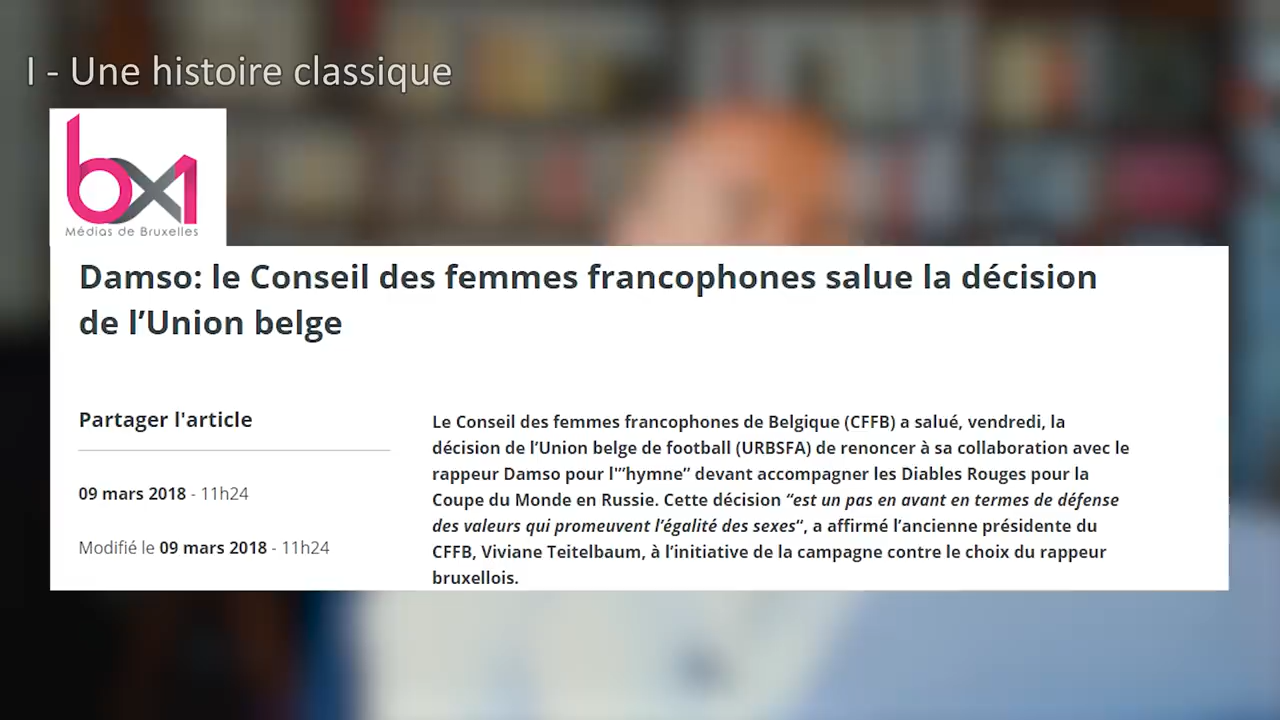 I - Une histoire classique
bx1
Médias de Bruxelles
Damso: le Conseil des femmes francophones salue la décision
de l’Union belge
Partager l'article
09 mars 2018 - 11h24
Modifié le 09 mars 2018 - 11h24
Le Conseil des femmes francophones de Belgique (CFFB) a salué, vendredi, la
décision de l’Union belge de football (URBSFA) de renoncer à sa collaboration avec le
rappeur Damso pour l’"’hymne” devant accompagner les Diables Rouges pour la
Coupe du Monde en Russie. Cette décision “est un pas en avant en termes de défense
des valeurs qui promeuvent l’égalité des sexes“, a affirmé l’ancienne présidente du
CFFB, Viviane Teitelbaum, à l’initiative de la campagne contre le choix du rappeur
bruxellois.